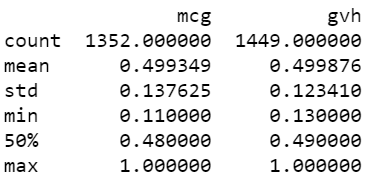 mcg gvh
count 1352.000000 1449.000000
mean 0.499349 0.499876
std 0.137625 0.123410
min 0.110000 0.130000
50% 0.480000 0.490000
max 1.000000 1.000000